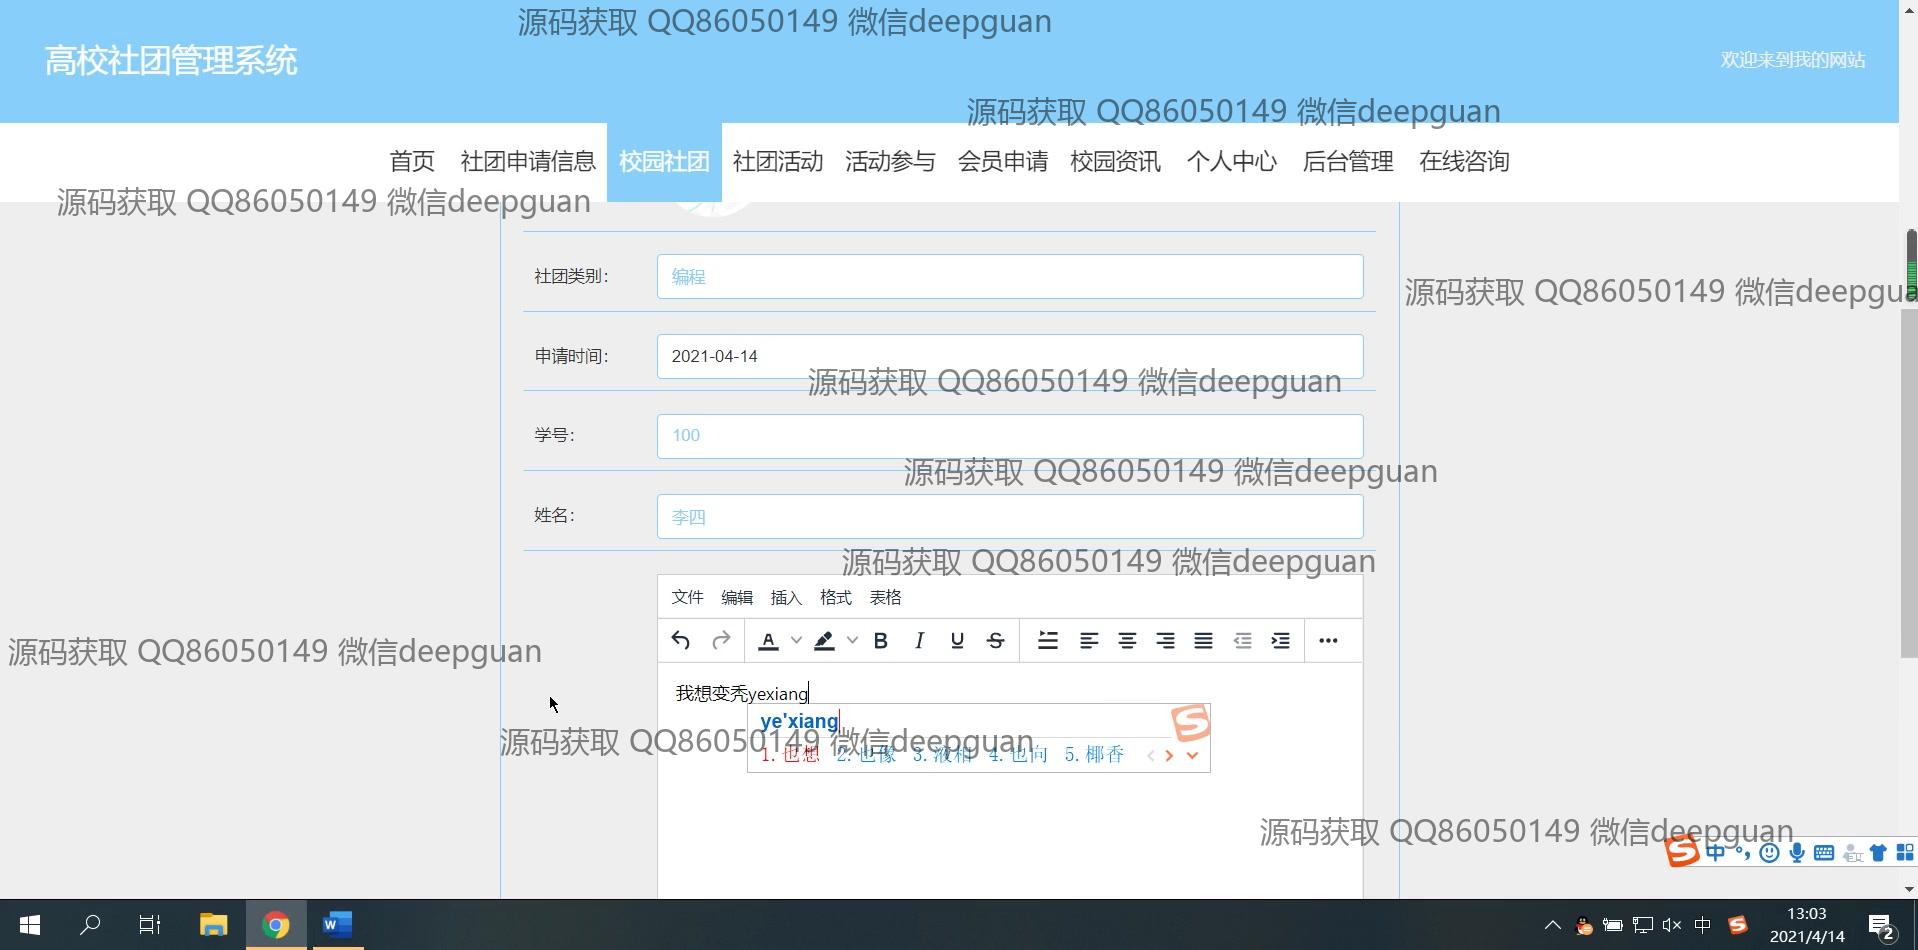 源码获取 QQ86050149 微信deepguan
高校社团管理系统
欢迎来到我的网站
源码获取 QQ86050149 微信deepguan
首页 社团申请信息 校园社团 社团活动 活动参与 会员申请 校园资讯 个人中心 后台管理 在线咨询
源码获取 QQ86050149 微信deepguan
社团类别: 编程
源码获取 QQ86050149 微信deepgua
申请时间: 2021-04-14
源码获取 QQ86050149 微信deepguan
学号: 100
源码获取 QQ86050149 微信deepguan
姓名: 李四
源码获取 QQ86050149 微信deepguan
文件 编辑 插入 格式 表格
A B I U S
源码获取 QQ86050149 微信deepguan
我想变秃yexiang
ye'xiang
源码获取 QQ86050149 微信deepguan
1.也想 2.也像 3.液相 4.也向 5.椰香
源码获取 QQ86050149 微信deepguan
S 中
W
中 S
13:03
2021/4/14
2